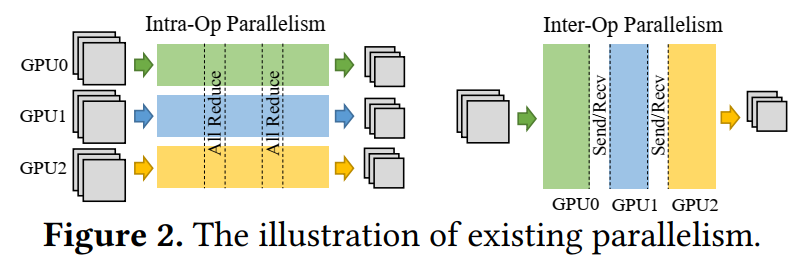 Intra-Op Parallelism
GPU0
GPU1
GPU2
All Reduce
All Reduce
Inter-Op Parallelism
Send/Recv
Send/Recv
GPU0
GPU1
GPU2
Figure 2. The illustration of existing parallelism.